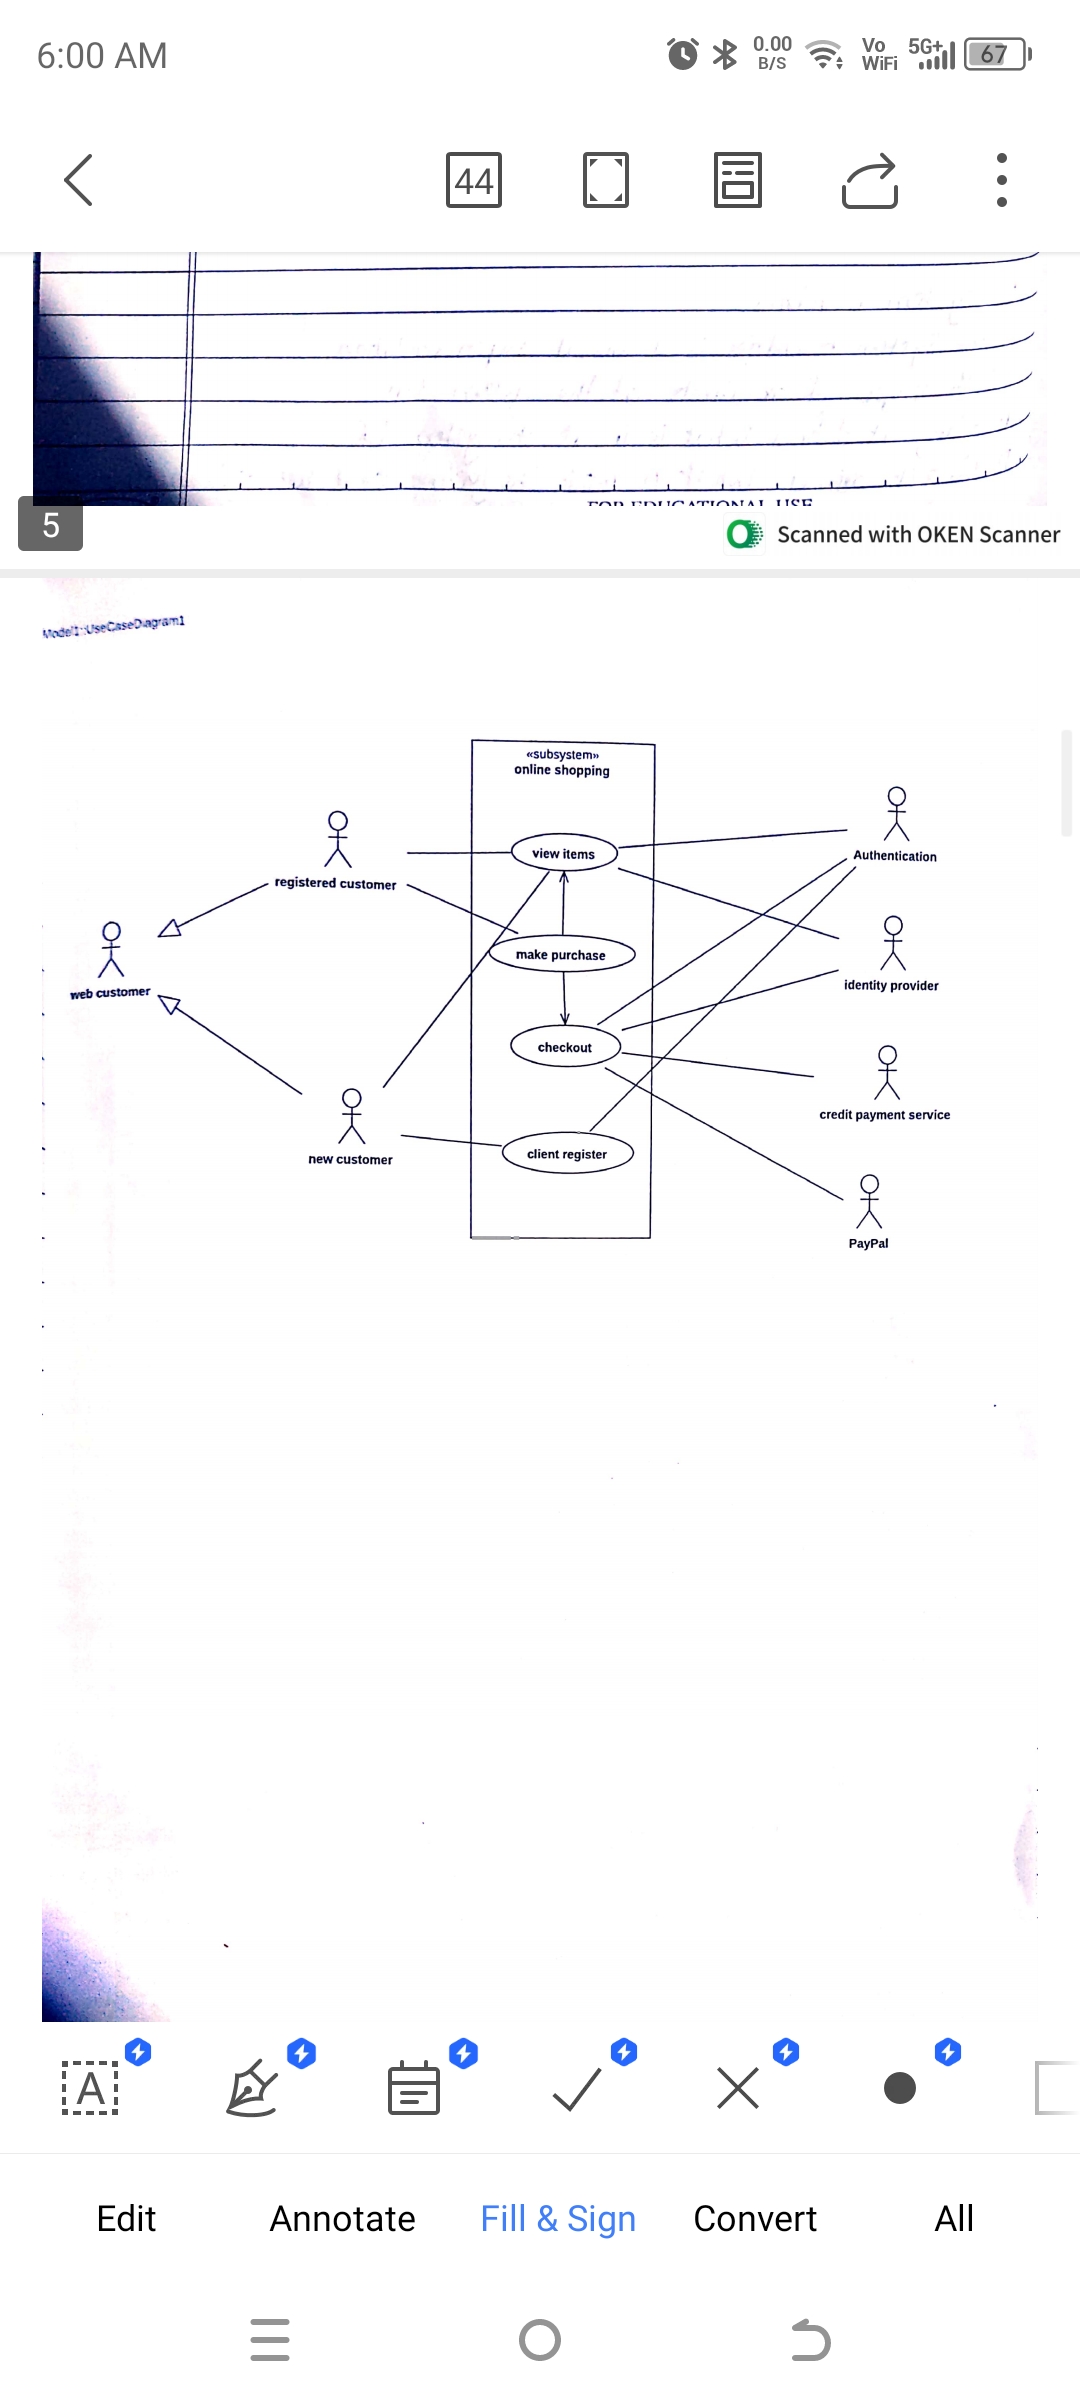 6:00 AM
0.00 B/S
Vo WiFi
5G+
67
44
FOR EDUCATIONAL USE
5
Scanned with OKEN Scanner
Model1::UseCaseDiagram1
«subsystem»
online shopping
view items
Authentication
registered customer
make purchase
identity provider
web customer
checkout
credit payment service
client register
new customer
PayPal
A
Edit
Annotate
Fill & Sign
Convert
All